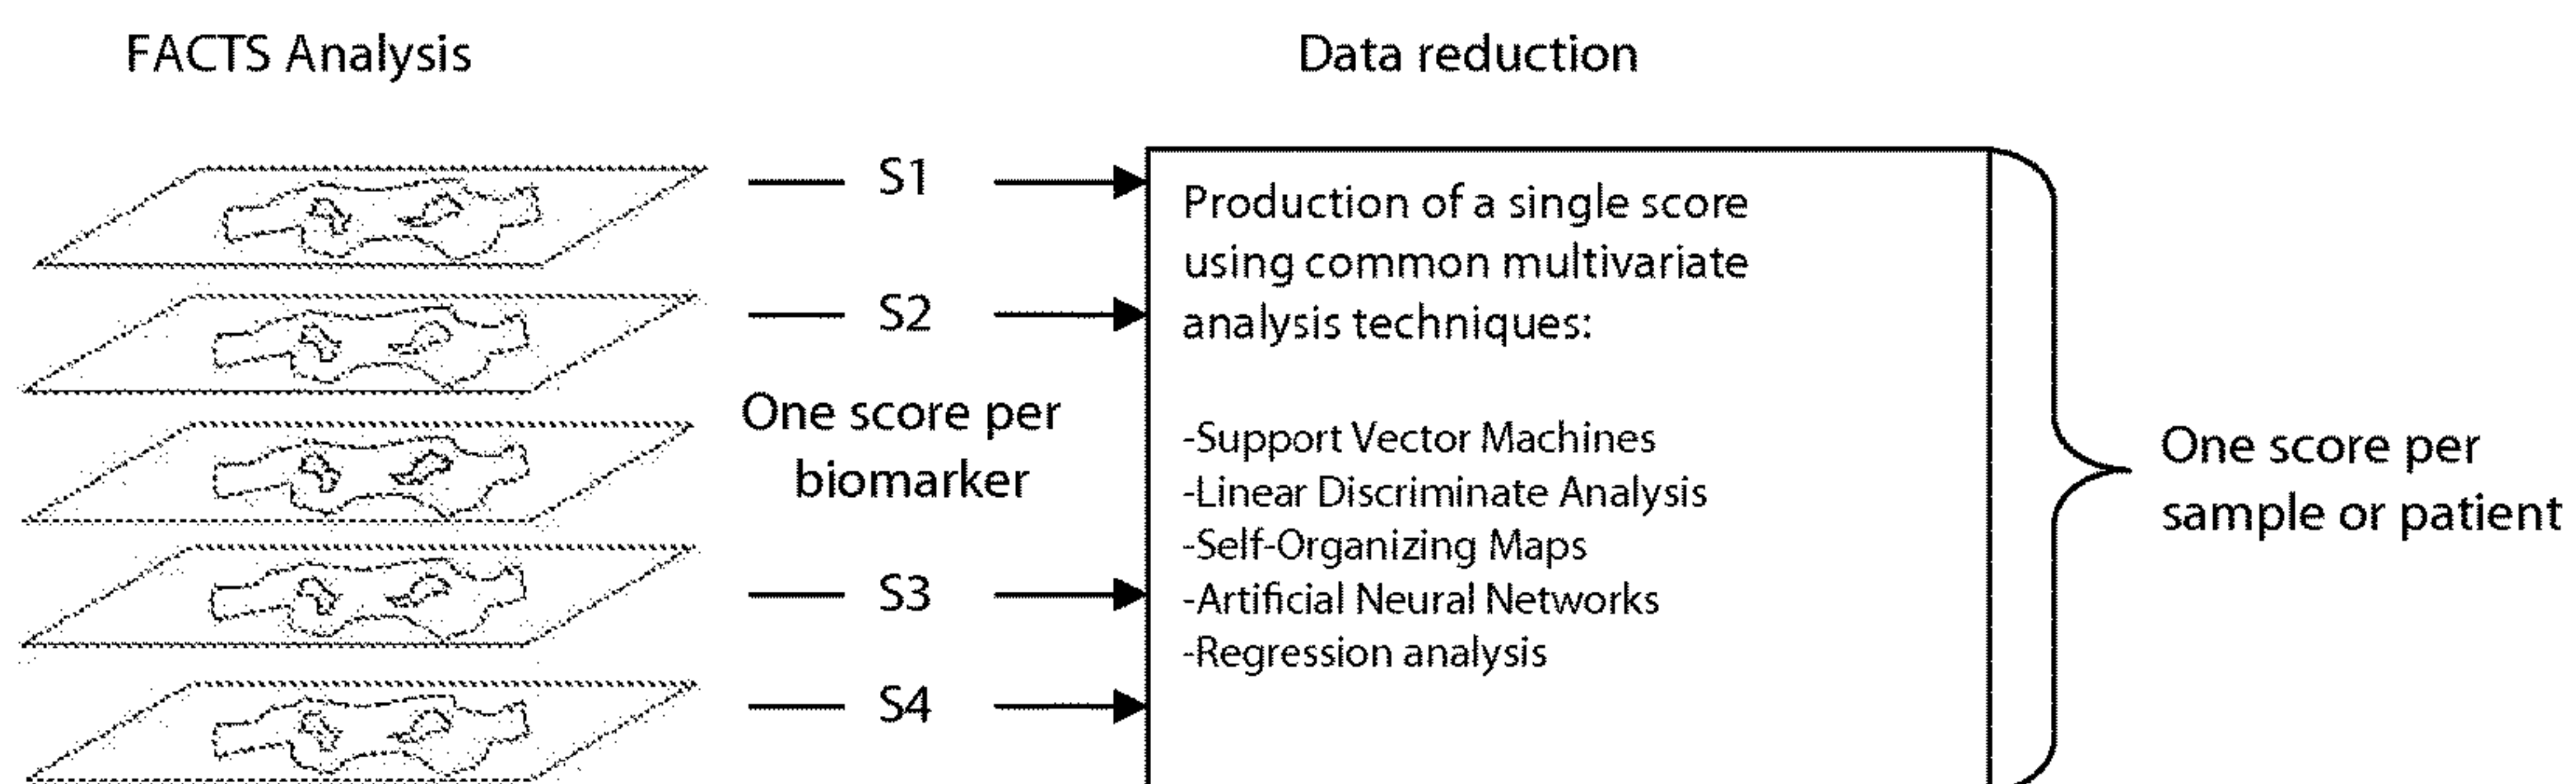 FACTS Analysis
Data reduction
S1
S2
One score per
biomarker
S3
S4
Production of a single score
using common multivariate
analysis techniques:
-Support Vector Machines
-Linear Discriminate Analysis
-Self-Organizing Maps
-Artificial Neural Networks
-Regression analysis
One score per
sample or patient